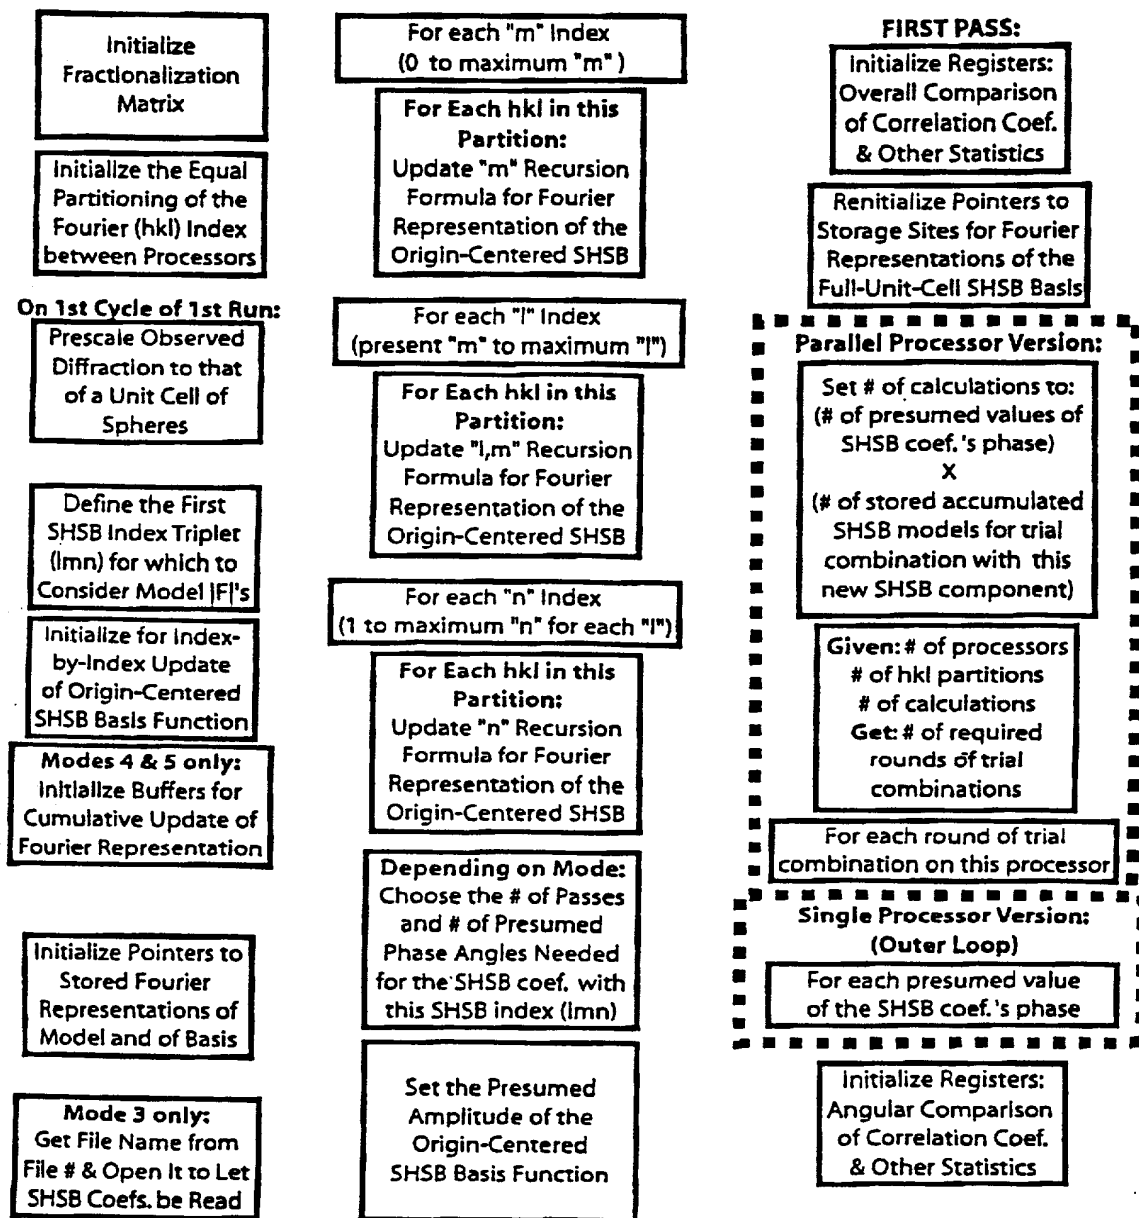 Initialize
Fractionalization
Matrix
Initialize the Equal
Partitioning of the
Fourier (hkl) Index
between Processors
On 1st Cycle of 1st Run:
Prescale Observed
Diffraction to that
of a Unit Cell of
Spheres
Define the First
SHSB Index Triplet
(lmn) for which to
Consider Model |F|'s
Initialize for Index-
by-Index Update
of Origin-Centered
SHSB Basis Function
Modes 4 & 5 only:
Initialize Buffers for
Cumulative Update of
Fourier Representation
Initialize Pointers to
Stored Fourier
Representations of
Model and of Basis
Mode 3 only:
Get File Name from
File # & Open It to Let
SHSB Coefs. be Read
For each "m" Index
(0 to maximum "m" )
For Each hkl in this
Partition:
Update "m" Recursion
Formula for Fourier
Representation of the
Origin-Centered SHSB
For each "l" Index
(present "m" to maximum "l")
For Each hkl in this
Partition:
Update "l,m" Recursion
Formula for Fourier
Representation of the
Origin-Centered SHSB
For each "n" Index
(1 to maximum "n" for each "l")
For Each hkl in this
Partition:
Update "n" Recursion
Formula for Fourier
Representation of the
Origin-Centered SHSB
Depending on Mode:
Choose the # of Passes
and # of Presumed
Phase Angles Needed
for the SHSB coef. with
this SHSB index (lmn)
Set the Presumed
Amplitude of the
Origin-Centered
SHSB Basis Function
FIRST PASS:
Initialize Registers:
Overall Comparison
of Correlation Coef.
& Other Statistics
Renitialize Pointers to
Storage Sites for Fourier
Representations of the
Full-Unit-Cell SHSB Basis
Parallel Processor Version:
Set # of calculations to:
(# of presumed values of
SHSB coef.'s phase)
X
(# of stored accumulated
SHSB models for trial
combination with this
new SHSB component)
Given: # of processors
# of hkl partitions
# of calculations
Get: # of required
rounds of trial
combinations
For each round of trial
combination on this processor
Single Processor Version:
(Outer Loop)
For each presumed value
of the SHSB coef.'s phase
Initialize Registers:
Angular Comparison
of Correlation Coef.
& Other Statistics